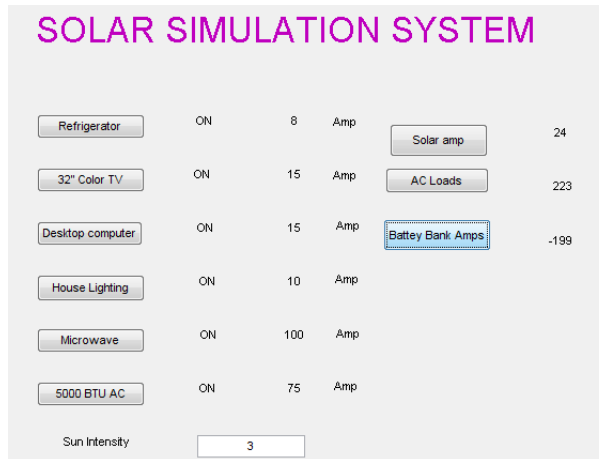 SOLAR SIMULATION SYSTEM
Refrigerator ON 8 Amp Solar amp 24
32" Color TV ON 15 Amp AC Loads 223
Desktop computer ON 15 Amp Battey Bank Amps -199
House Lighting ON 10 Amp
Microwave ON 100 Amp
5000 BTU AC ON 75 Amp
Sun Intensity 3